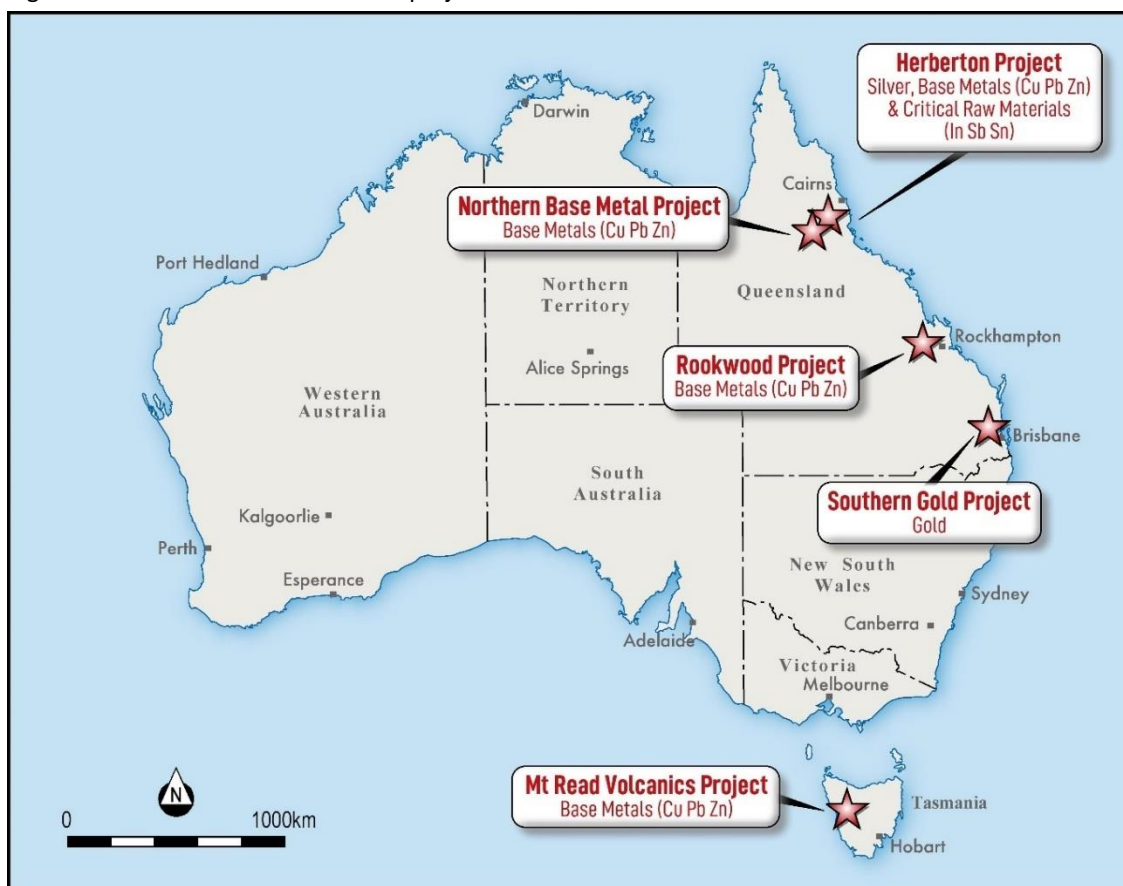 Herberton Project
Silver, Base Metals (Cu Pb Zn)
& Critical Raw Materials
(In Sb Sn)
Darwin
Cairns
Northern Base Metal Project
Base Metals (Cu Pb Zn)
Port Hedland
Northern
Territory
Queensland
Rockhampton
Alice Springs
Rookwood Project
Base Metals (Cu Pb Zn)
Western
Australia
Brisbane
South
Australia
Southern Gold Project
Gold
Kalgoorlie
Perth
New South
Wales
Esperance
Sydney
Canberra
Adelaide
Victoria
Melbourne
Mt Read Volcanics Project
Base Metals (Cu Pb Zn)
Tasmania
Hobart
N
0 1000km